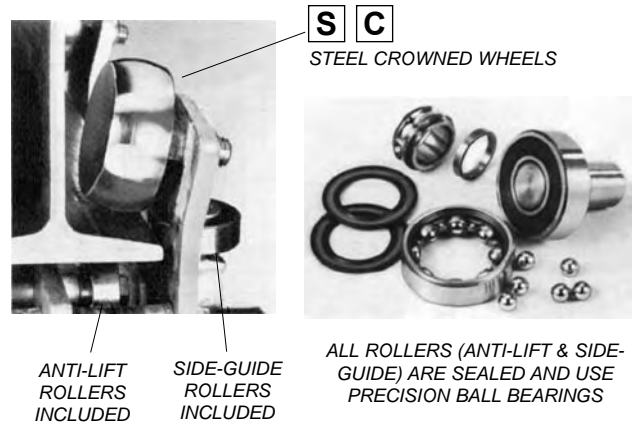 S C
STEEL CROWNED WHEELS
ANTI-LIFT
ROLLERS
INCLUDED
SIDE-GUIDE
ROLLERS
INCLUDED
ALL ROLLERS (ANTI-LIFT & SIDE-
GUIDE) ARE SEALED AND USE
PRECISION BALL BEARINGS